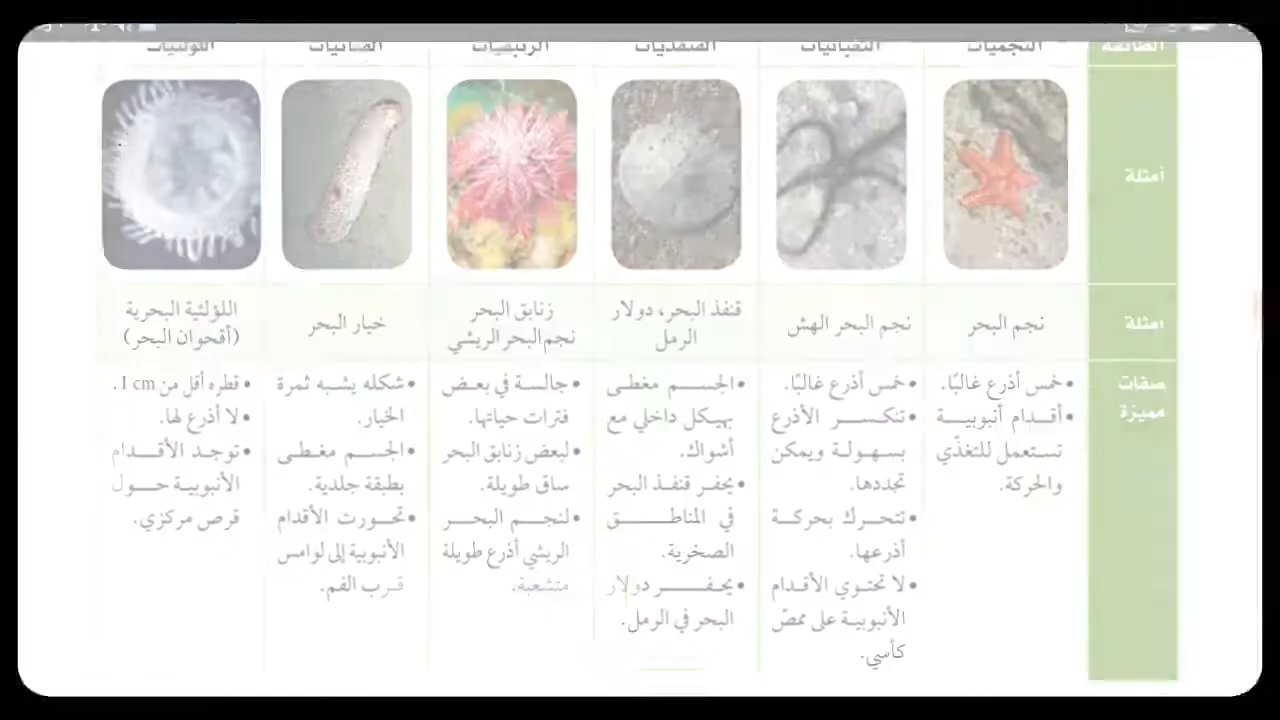 أمثلة
امثلة
نجم البحر
نجم البحر الهش
قنفذ البحر، دولار
الرمل
زنابق البحر
نجم البحر الريشي
خيار البحر
اللؤلئية البحرية
(أقحوان البحر)
صفات
مميزة
• خمس أذرع غالبًا.
• أقدام أنبوبية
تستعمل للتغذّي
والحركة.
• خمس أذرع غالبًا.
• تنكسر الأذرع
بسهولة ويمكن
تجددها.
• تتحرك بحركة
أذرعها.
• لا تحتوي الأقدام
الأنبوبية على ممصّ
كأسي.
• الجسم مغطى
بهيكل داخلي مع
أشواك.
• يحفر قنفذ البحر
في المناطق
الصخرية.
• يحفر دولار
البحر في الرمل.
• جالسة في بعض
فترات حياتها.
• لبعض زنابق البحر
ساق طويلة.
• لنجم البحر
الريشي أذرع طويلة
متشعبة.
• شكله يشبه ثمرة
الخيار.
• الجسم مغطى
بطبقة جلدية.
• تحورت الأقدام
الأنبوبية إلى لوامس
قرب الفم.
• قطره أقل من 1 cm.
• لا أذرع لها.
• توجد الأقدام
الأنبوبية حول
قرص مركزي.